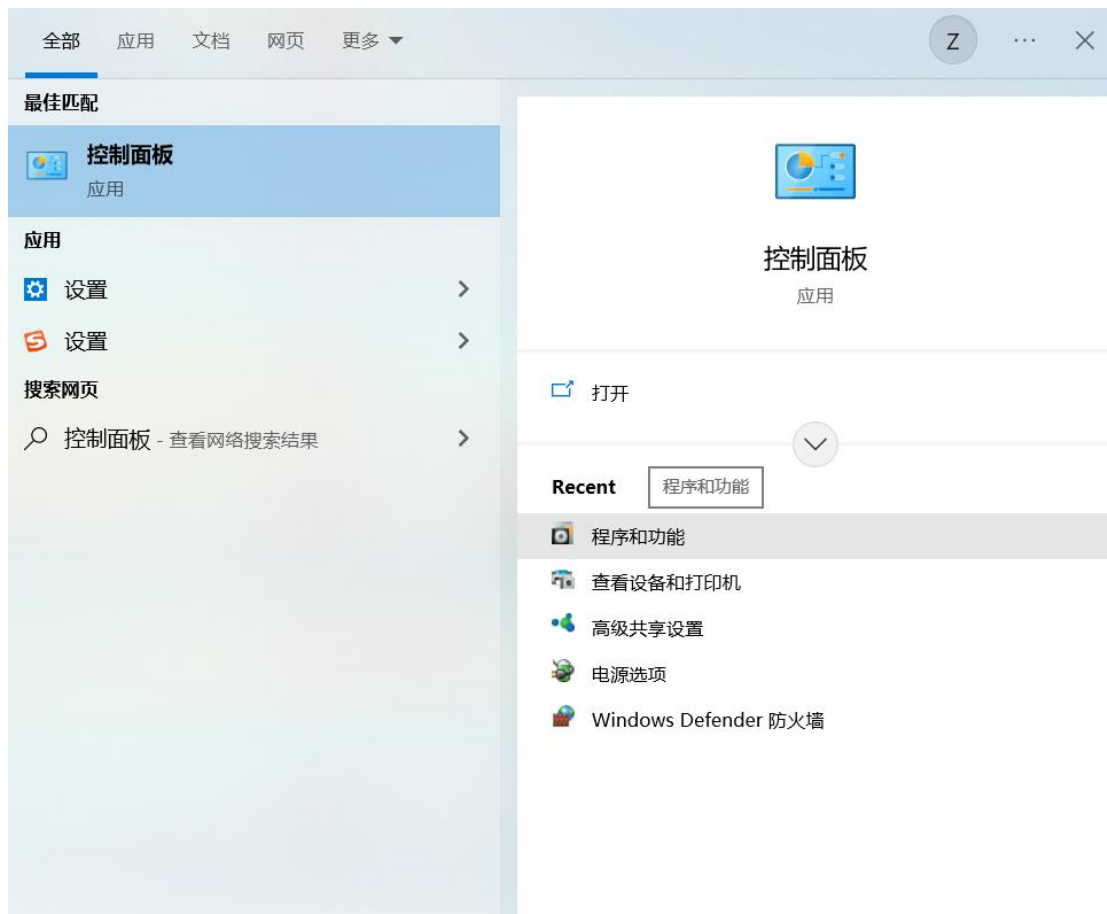 全部 应用 文档 网页 更多
Z ...
最佳匹配
控制面板
应用
应用
设置
设置
搜索网页
控制面板 - 查看网络搜索结果
控制面板
应用
打开
Recent
程序和功能
程序和功能
查看设备和打印机
高级共享设置
电源选项
Windows Defender 防火墙